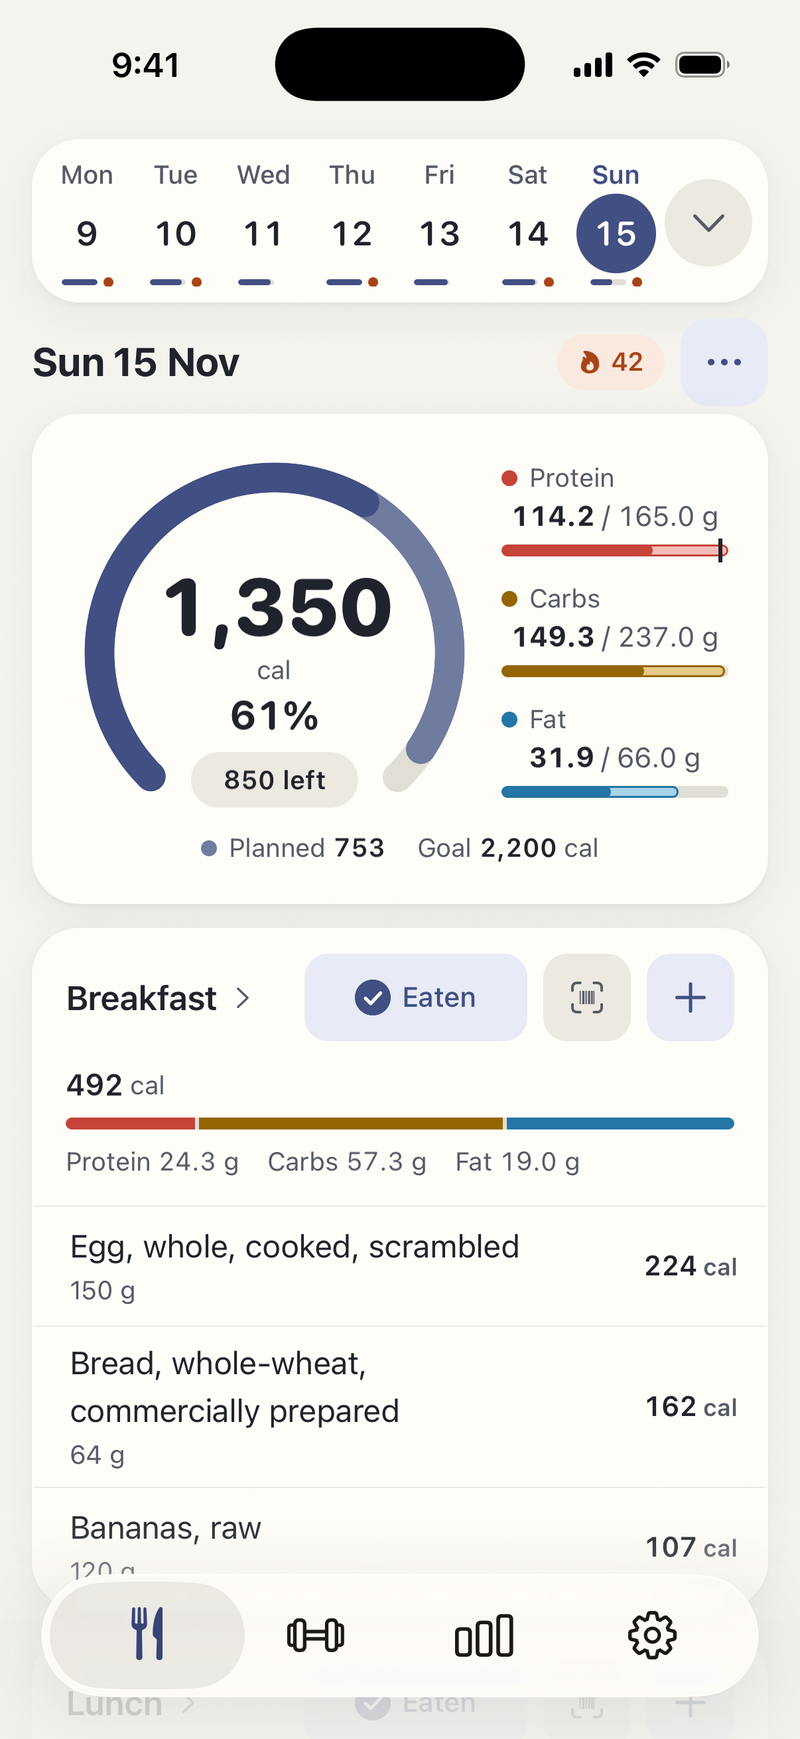 9:41
Mon Tue Wed Thu Fri Sat Sun
9 10 11 12 13 14 15
Sun 15 Nov
42
1,350
cal
61%
850 left
Protein
114.2 / 165.0 g
Carbs
149.3 / 237.0 g
Fat
31.9 / 66.0 g
Planned 753 Goal 2,200 cal
Breakfast
Eaten
492 cal
Protein 24.3 g Carbs 57.3 g Fat 19.0 g
Egg, whole, cooked, scrambled
150 g
224 cal
Bread, whole-wheat,
commercially prepared
64 g
162 cal
Bananas, raw
120 g
107 cal
Lunch
Eaten